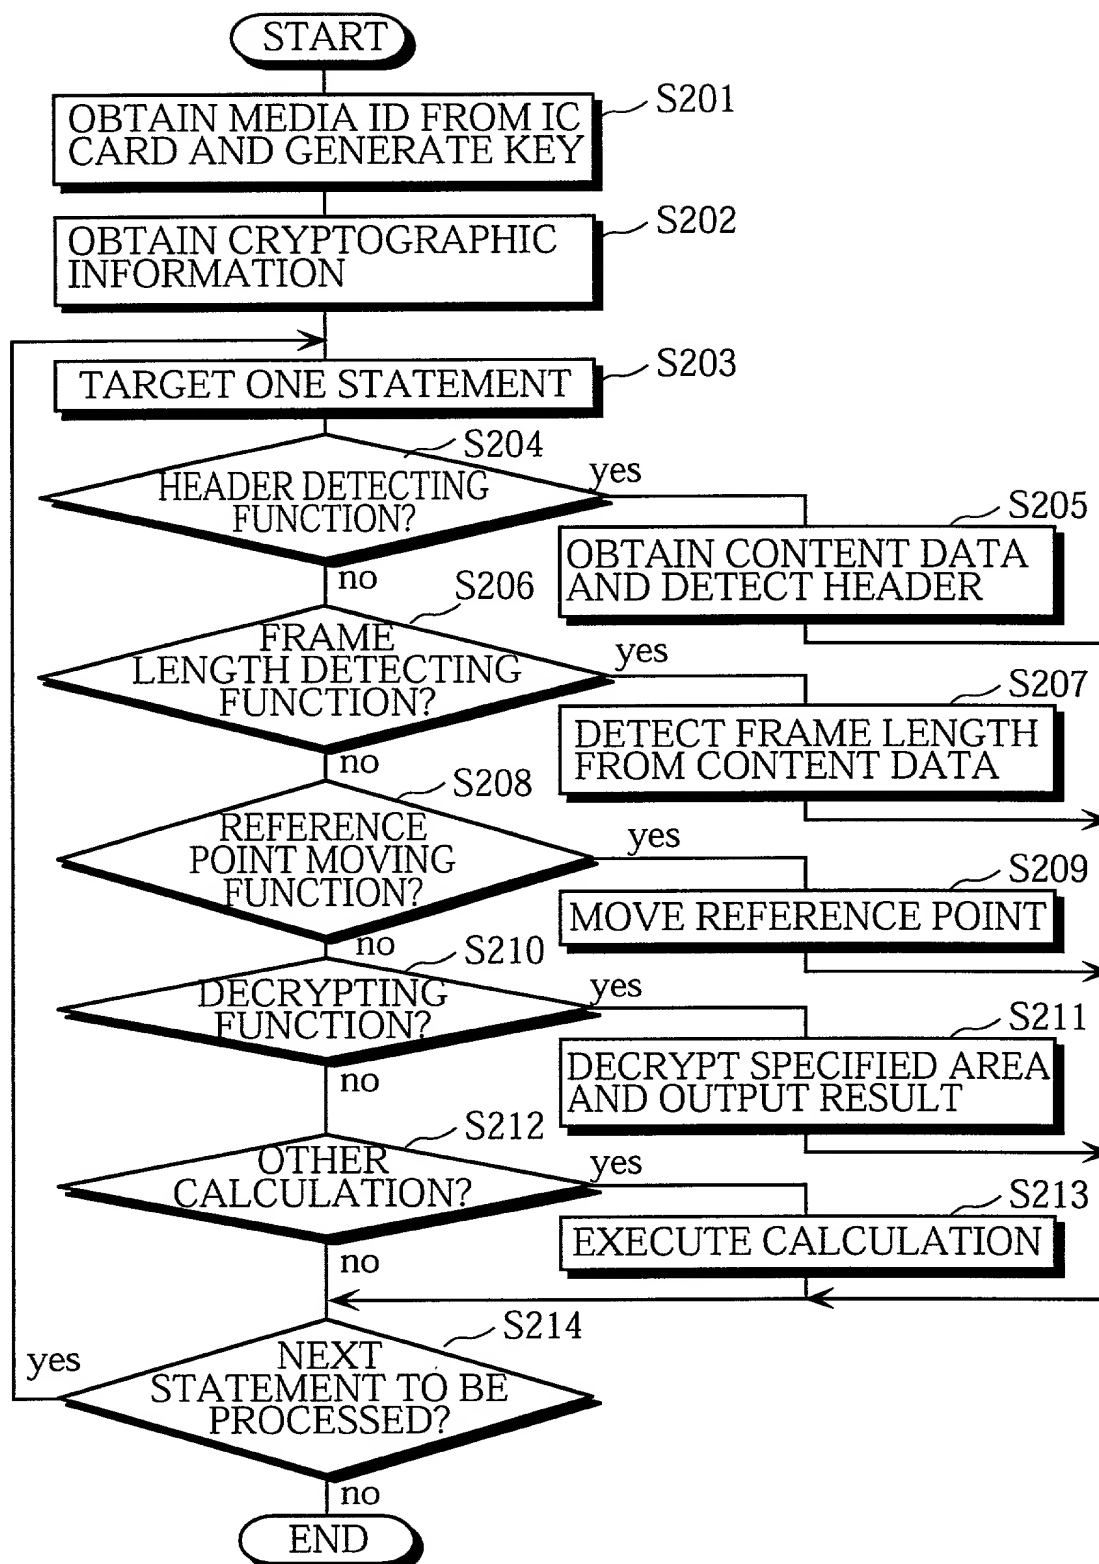 START
S201
OBTAIN MEDIA ID FROM IC
CARD AND GENERATE KEY
S202
OBTAIN CRYPTOGRAPHIC
INFORMATION
S203
TARGET ONE STATEMENT
S204
HEADER DETECTING
FUNCTION?
yes
no
S205
OBTAIN CONTENT DATA
AND DETECT HEADER
S206
FRAME
LENGTH DETECTING
FUNCTION?
yes
no
S207
DETECT FRAME LENGTH
FROM CONTENT DATA
S208
REFERENCE
POINT MOVING
FUNCTION?
yes
no
S209
MOVE REFERENCE POINT
S210
DECRYPTING
FUNCTION?
yes
no
S211
DECRYPT SPECIFIED AREA
AND OUTPUT RESULT
S212
OTHER
CALCULATION?
yes
no
S213
EXECUTE CALCULATION
S214
NEXT
STATEMENT TO BE
PROCESSED?
yes
no
END